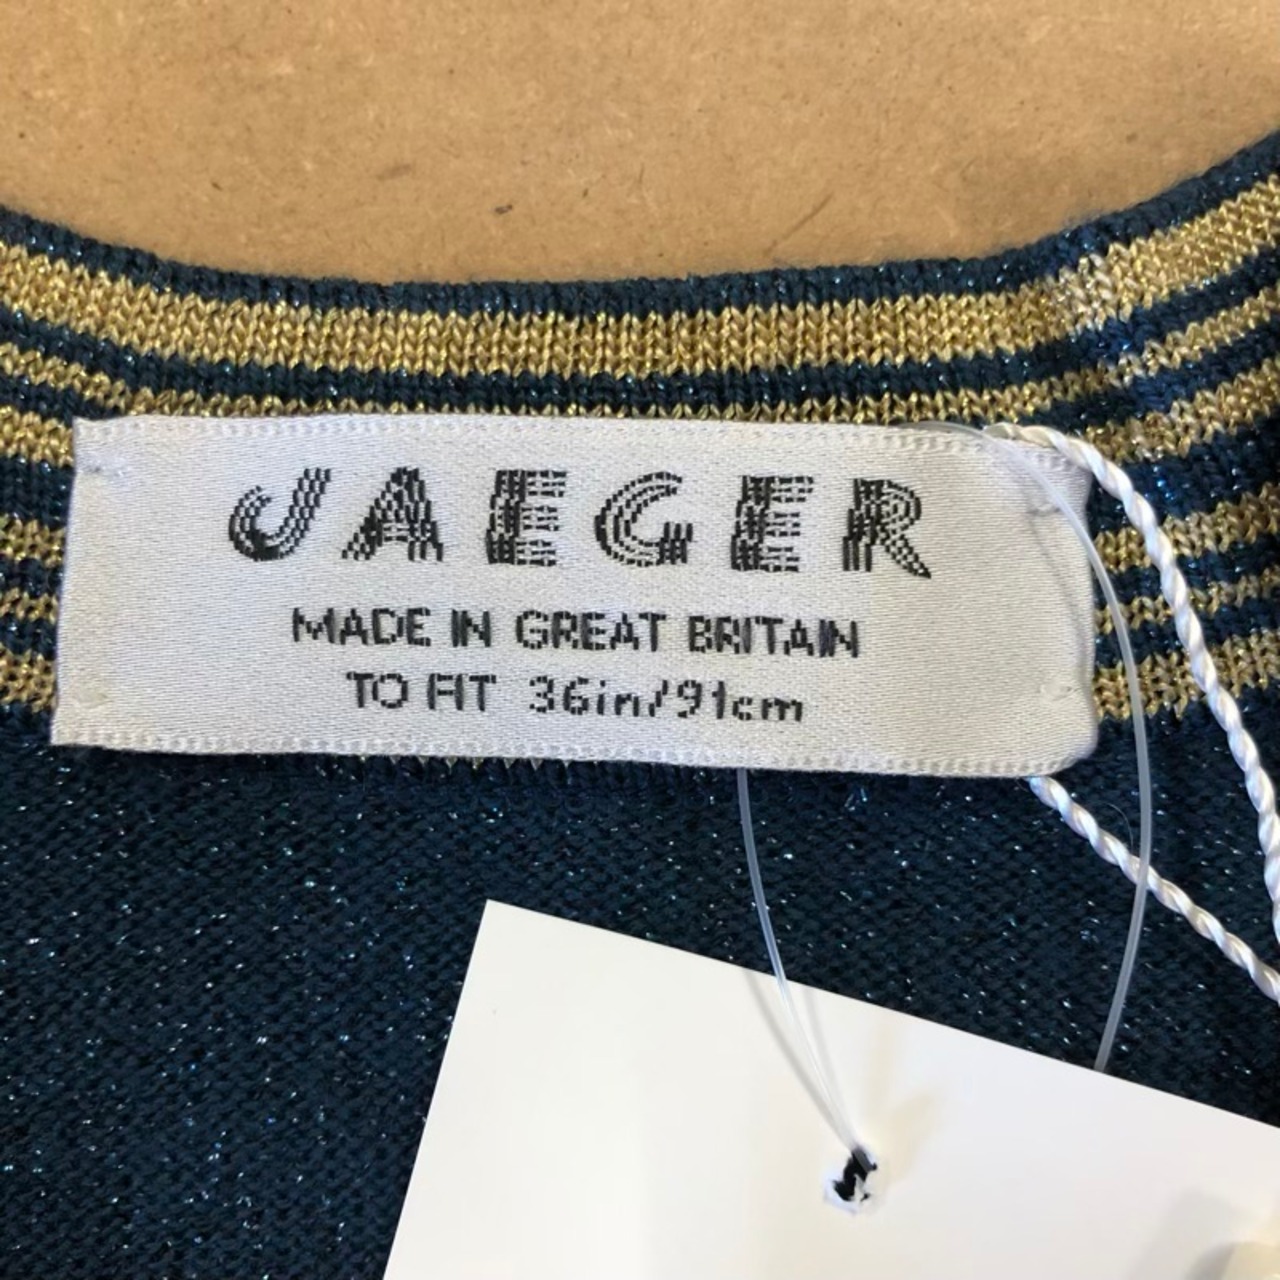 JAEGER
MADE IN GREAT BRITAIN
TO FIT 36in/91cm